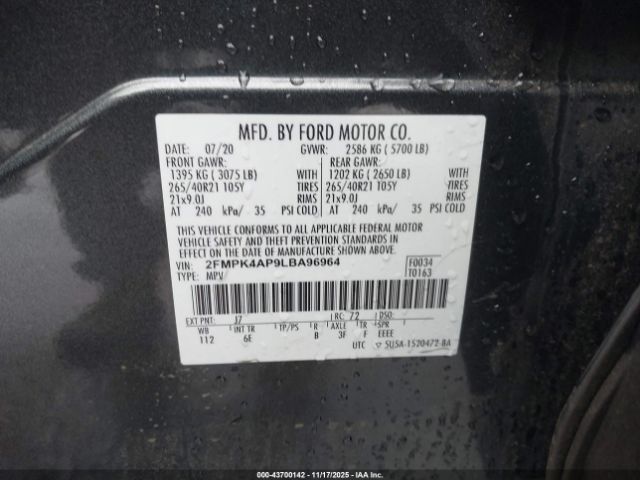 MFD. BY FORD MOTOR CO.
DATE: 07/20 GVWR: 2586 KG ( 5700 LB)
FRONT GAWR: REAR GAWR:
1395 KG ( 3075 LB) WITH 1202 KG ( 2650 LB) WITH
265/40R21 105Y TIRES 265/40R21 105Y TIRES
21x9.0J RIMS 21x9.0J RIMS
AT 240 kPa/ 35 PSI COLD AT 240 kPa/ 35 PSI COLD
THIS VEHICLE CONFORMS TO ALL APPLICABLE FEDERAL MOTOR
VEHICLE SAFETY AND THEFT PREVENTION STANDARDS IN
EFFECT ON THE DATE OF MANUFACTURE SHOWN ABOVE.
VIN: 2FMPK4AP9LBA96964 F0034
TYPE: MPV T0163
EXT PNT: J7 RC: 72 DSO:
WB INT TR TP/PS R AXLE TR SPR
112 6E B 3F F EEEE
UTC 5U5A-1520472-BA
000-43700142 — 11/17/2025 — IAA, Inc.